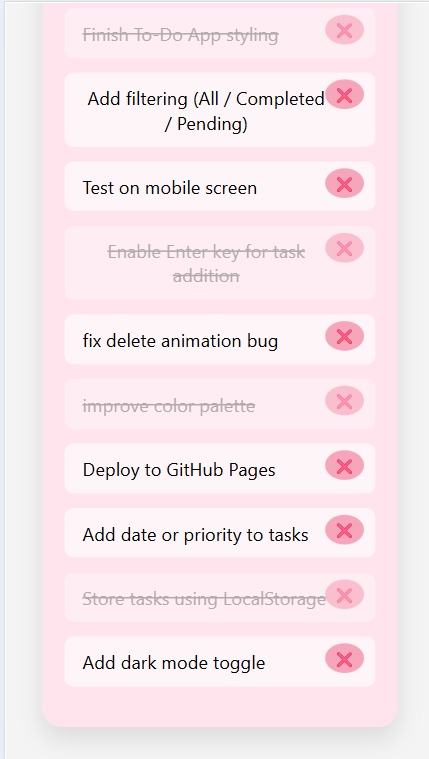 Finish To-Do App styling
Add filtering (All / Completed
/ Pending)
Test on mobile screen
Enable Enter key for task
addition
fix delete animation bug
improve color palette
Deploy to GitHub Pages
Add date or priority to tasks
Store tasks using LocalStorage
Add dark mode toggle